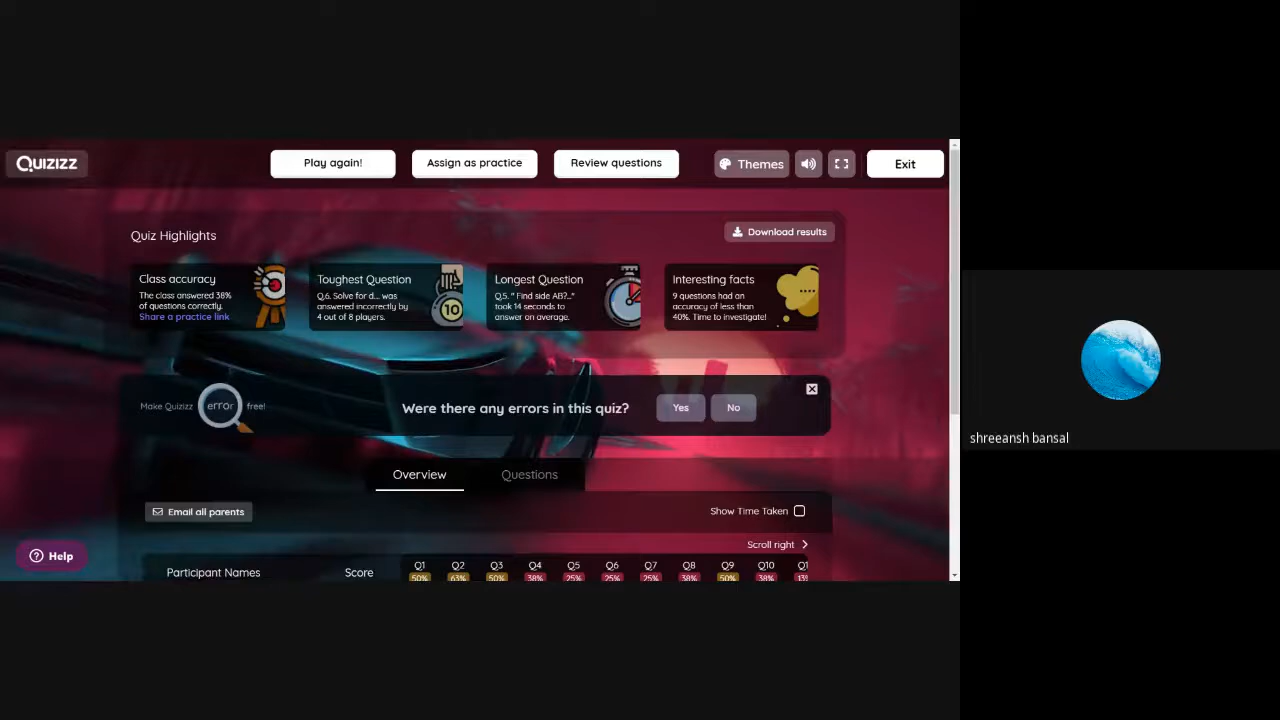 QUIZIZZ
Play again!
Assign as practice
Review questions
Themes
Exit
Quiz Highlights
Download results
Class accuracy
The class answered 38%
of questions correctly.
Share a practice link
Toughest Question
Q.6. Solve for d... was
answered incorrectly by
4 out of 8 players.
10
Longest Question
Q.5. " Find side AB?..."
took 14 seconds to
answer on average.
Interesting facts
9 questions had an
accuracy of less than
40%. Time to investigate!
Make Quizizz error free!
Were there any errors in this quiz?
Yes
No
Overview
Questions
Email all parents
Show Time Taken
Scroll right
Help
Participant Names
Score
Q1 Q2 Q3 Q4 Q5 Q6 Q7 Q8 Q9 Q10 Q1
50% 63% 50% 38% 25% 25% 25% 38% 50% 38% 13%
shreeansh bansal